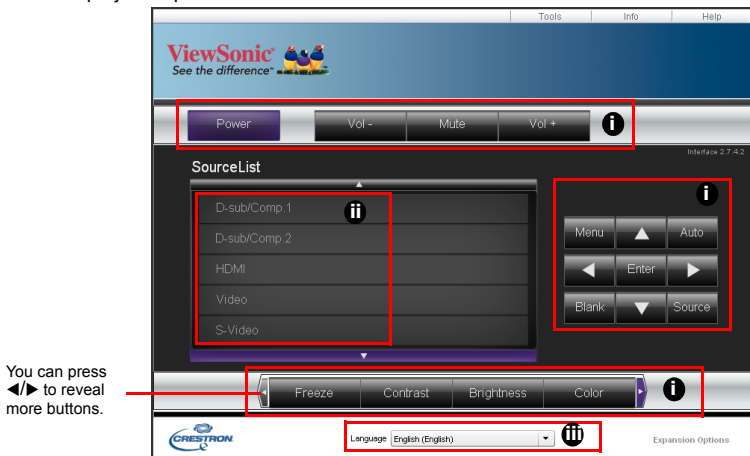 Tools Info Help
ViewSonic®
See the difference™
Power Vol - Mute Vol + i
Interface 2.7.4.2
SourceList
i
D-sub/Comp.1 ii
D-sub/Comp.2
HDMI
Video
S-Video
Menu Auto
Enter
Blank Source
You can press
◀/▶ to reveal
more buttons.
Freeze Contrast Brightness Color i
CRESTRON
Language English (English) iii
Expansion Options